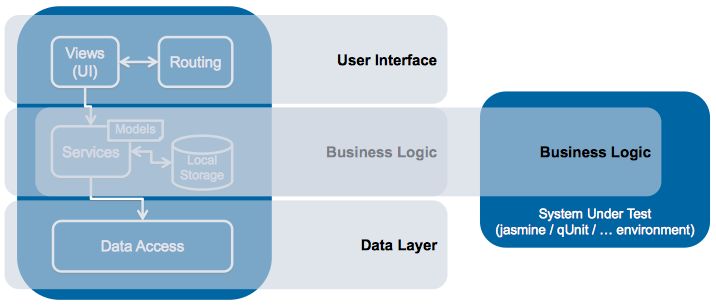 Views
(UI)
Routing
User Interface
Models
Services
Local
Storage
Business Logic
Business Logic
Data Access
Data Layer
System Under Test
(jasmine / qUnit / … environment)